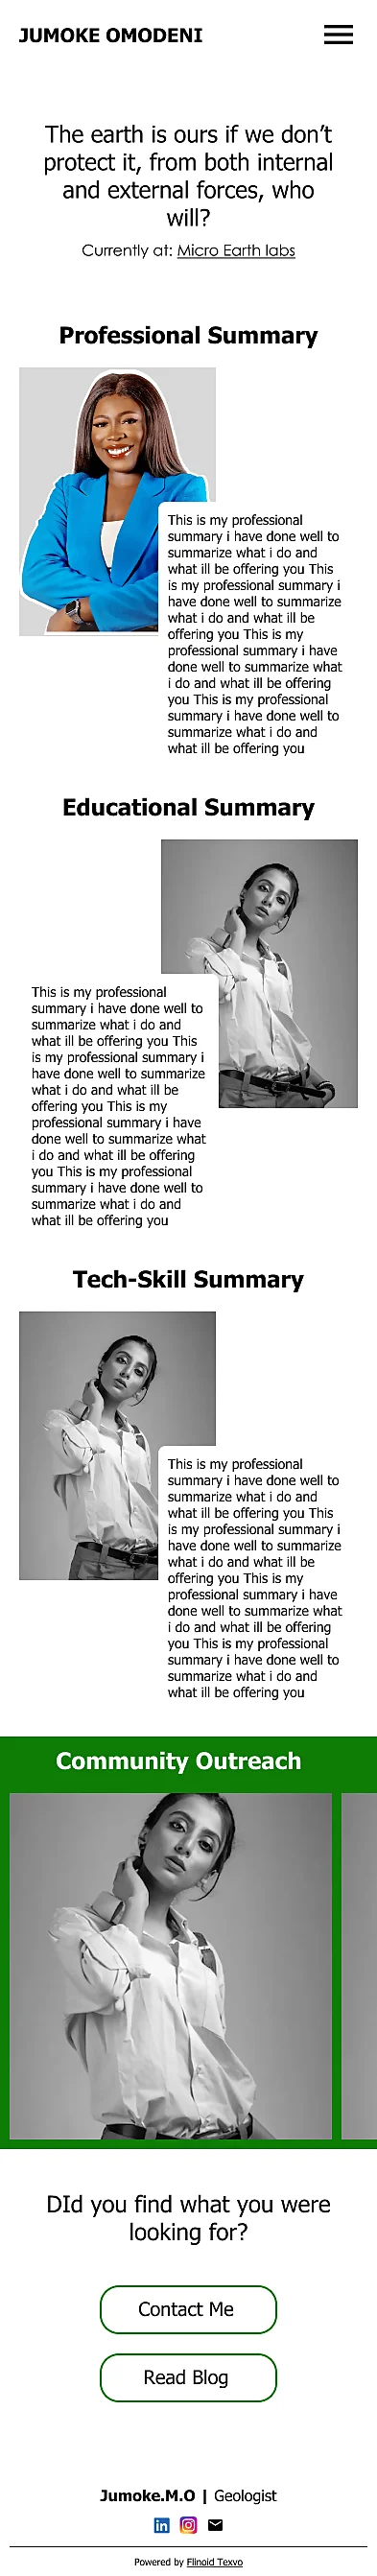 JUMOKE OMODENI
The earth is ours if we don't
protect it, from both internal
and external forces, who
will?
Currently at: Micro Earth labs
Professional Summary
This is my professional
summary i have done well to
summarize what i do and
what ill be offering you This
is my professional summary i
have done well to summarize
what i do and what ill be
offering you This is my
professional summary i have
done well to summarize what
i do and what ill be offering
you This is my professional
summary i have done well to
summarize what i do and
what ill be offering you
Educational Summary
This is my professional
summary i have done well to
summarize what i do and
what ill be offering you This
is my professional summary i
have done well to summarize
what i do and what ill be
offering you This is my
professional summary i have
done well to summarize what
i do and what ill be offering
you This is my professional
summary i have done well to
summarize what i do and
what ill be offering you
Tech-Skill Summary
This is my professional
summary i have done well to
summarize what i do and
what ill be offering you This
is my professional summary i
have done well to summarize
what i do and what ill be
offering you This is my
professional summary i have
done well to summarize what
i do and what ill be offering
you This is my professional
summary i have done well to
summarize what i do and
what ill be offering you
Community Outreach
DId you find what you were
looking for?
Contact Me
Read Blog
Jumoke.M.O | Geologist
in
Powered by Flinoid Texvo